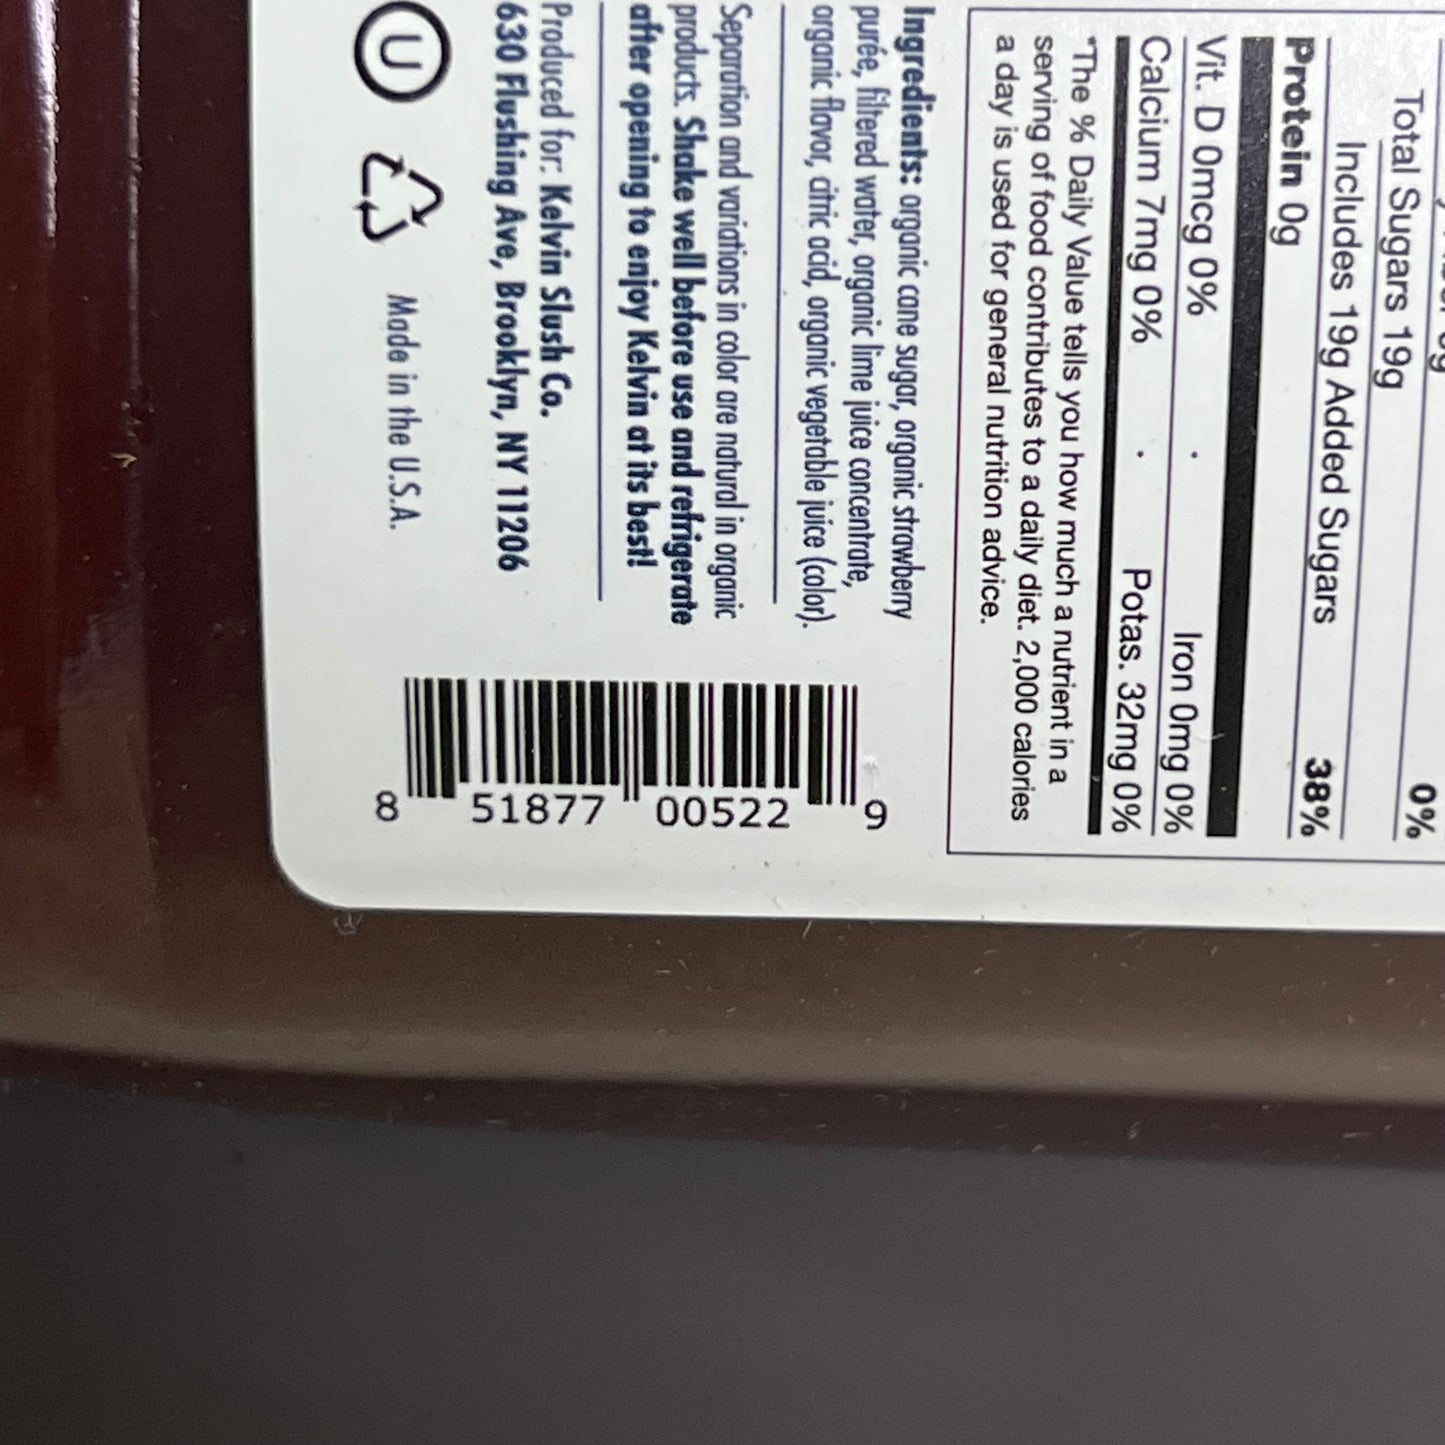 Total Sugars 19g 0%
Includes 19g Added Sugars 38%
Protein 0g
Vit. D 0mcg 0% · Iron 0mg 0%
Calcium 7mg 0% · Potas. 32mg 0%
*The % Daily Value tells you how much a nutrient in a
serving of food contributes to a daily diet. 2,000 calories
a day is used for general nutrition advice.
Ingredients: organic cane sugar, organic strawberry
purée, filtered water, organic lime juice concentrate,
organic flavor, citric acid, organic vegetable juice (color).
Separation and variations in color are natural in organic
products. Shake well before use and refrigerate
after opening to enjoy Kelvin at its best!
Produced for: Kelvin Slush Co.
630 Flushing Ave, Brooklyn, NY 11206
U Made in the U.S.A.
8 51877 00522 9